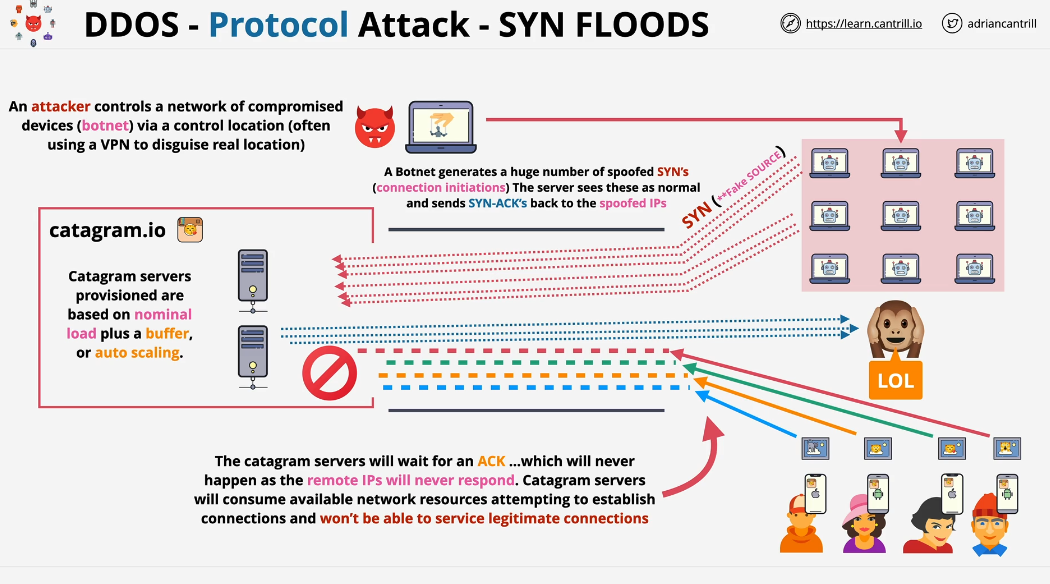 DDOS - Protocol Attack - SYN FLOODS
https://learn.cantrill.io
adriancantrill
An attacker controls a network of compromised
devices (botnet) via a control location (often
using a VPN to disguise real location)
A Botnet generates a huge number of spoofed SYN's
(connection initiations) The server sees these as normal
and sends SYN-ACK's back to the spoofed IPs
SYN (**Fake SOURCE)
catagram.io
Catagram servers
provisioned are
based on nominal
load plus a buffer,
or auto scaling.
LOL
The catagram servers will wait for an ACK ...which will never
happen as the remote IPs will never respond. Catagram servers
will consume available network resources attempting to establish
connections and won't be able to service legitimate connections